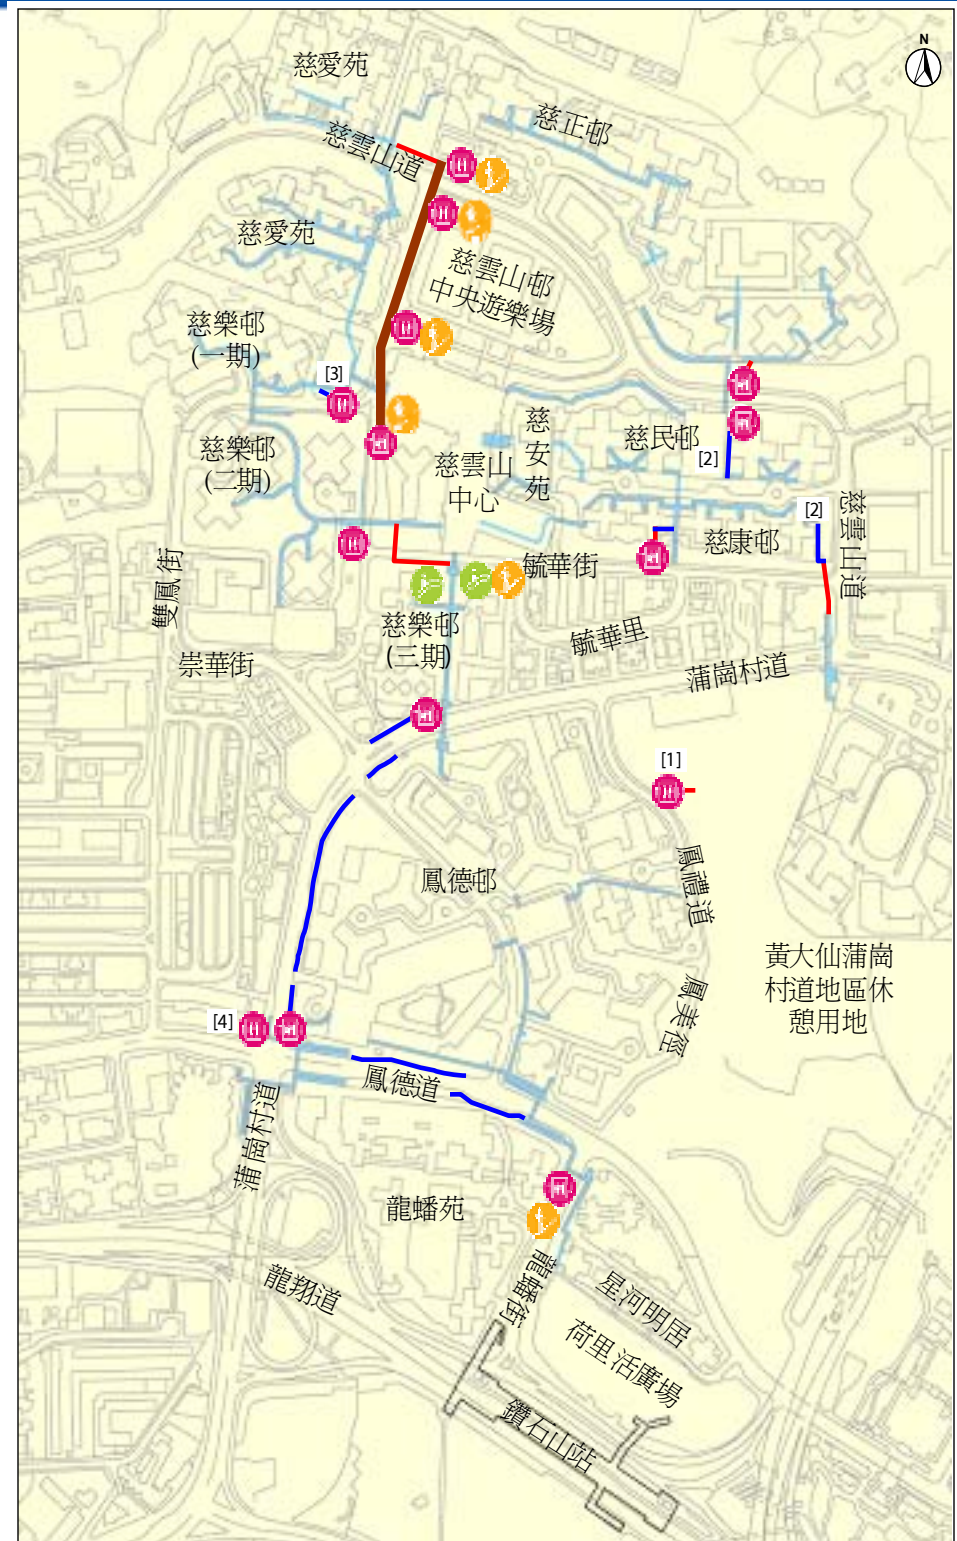 N
慈愛苑
慈正邨
慈雲山道
慈愛苑
慈雲山邨
中央遊樂場
慈樂邨
(一期)
[3]
慈樂邨
(二期)
慈雲山
中心
慈安苑
慈民邨
[2]
[2]
慈雲山道
慈康邨
雙鳳街
毓華街
慈樂邨
(三期)
毓華里
崇華街
蒲崗村道
[1]
鳳德邨
鳳禮道
黃大仙蒲崗
村道地區休
憩用地
鳳美徑
[4]
鳳德道
蒲崗村道
龍蟠苑
龍蟠街
龍翔道
星河明居
荷里活廣場
鑽石山站